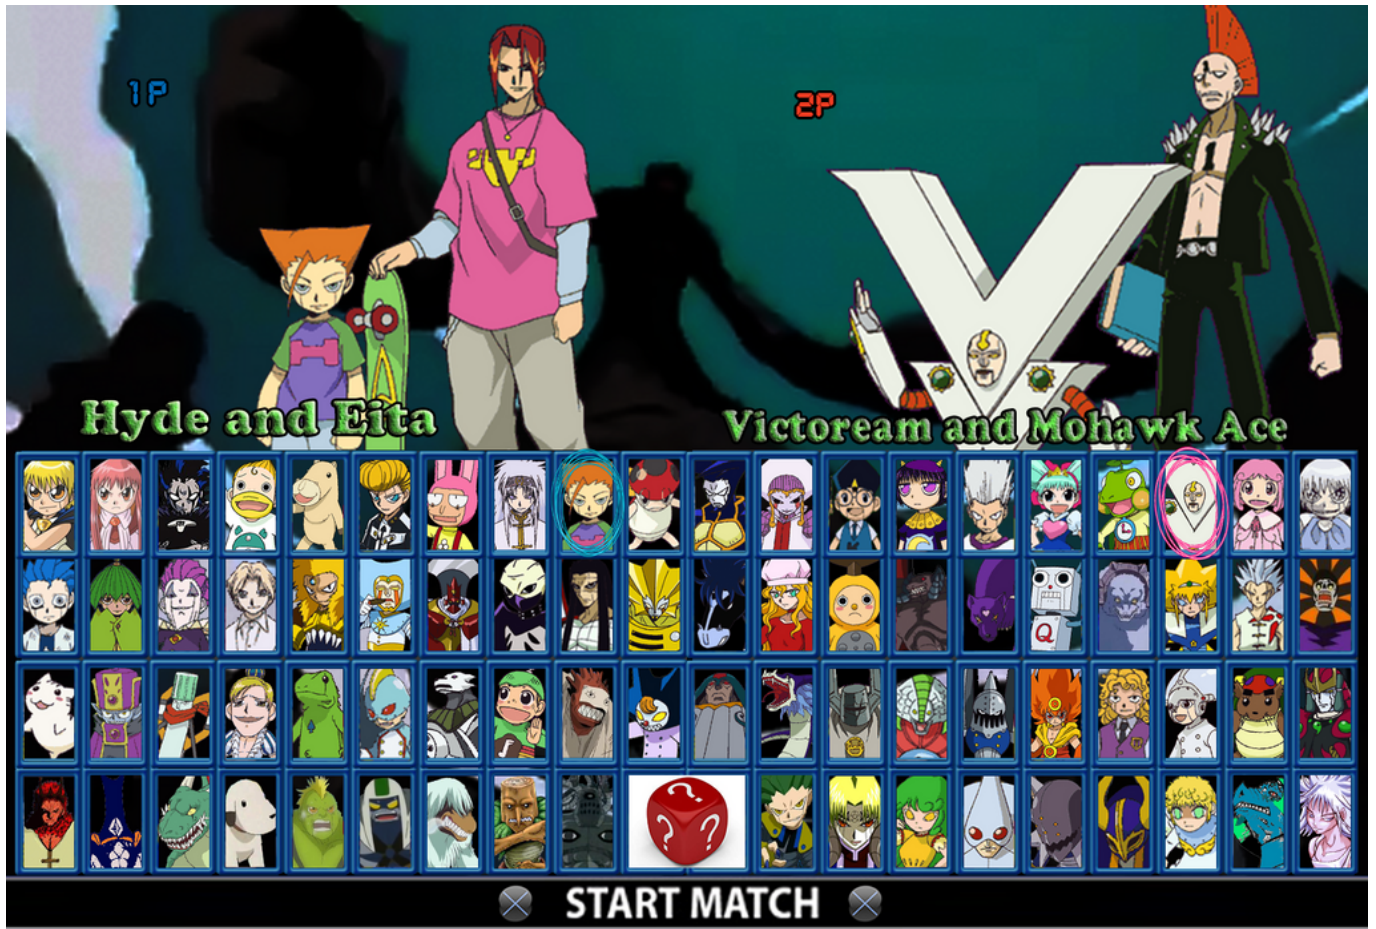 1P
2P
Hyde and Eita
Victoream and Mohawk Ace
Q
? ? ?
START MATCH